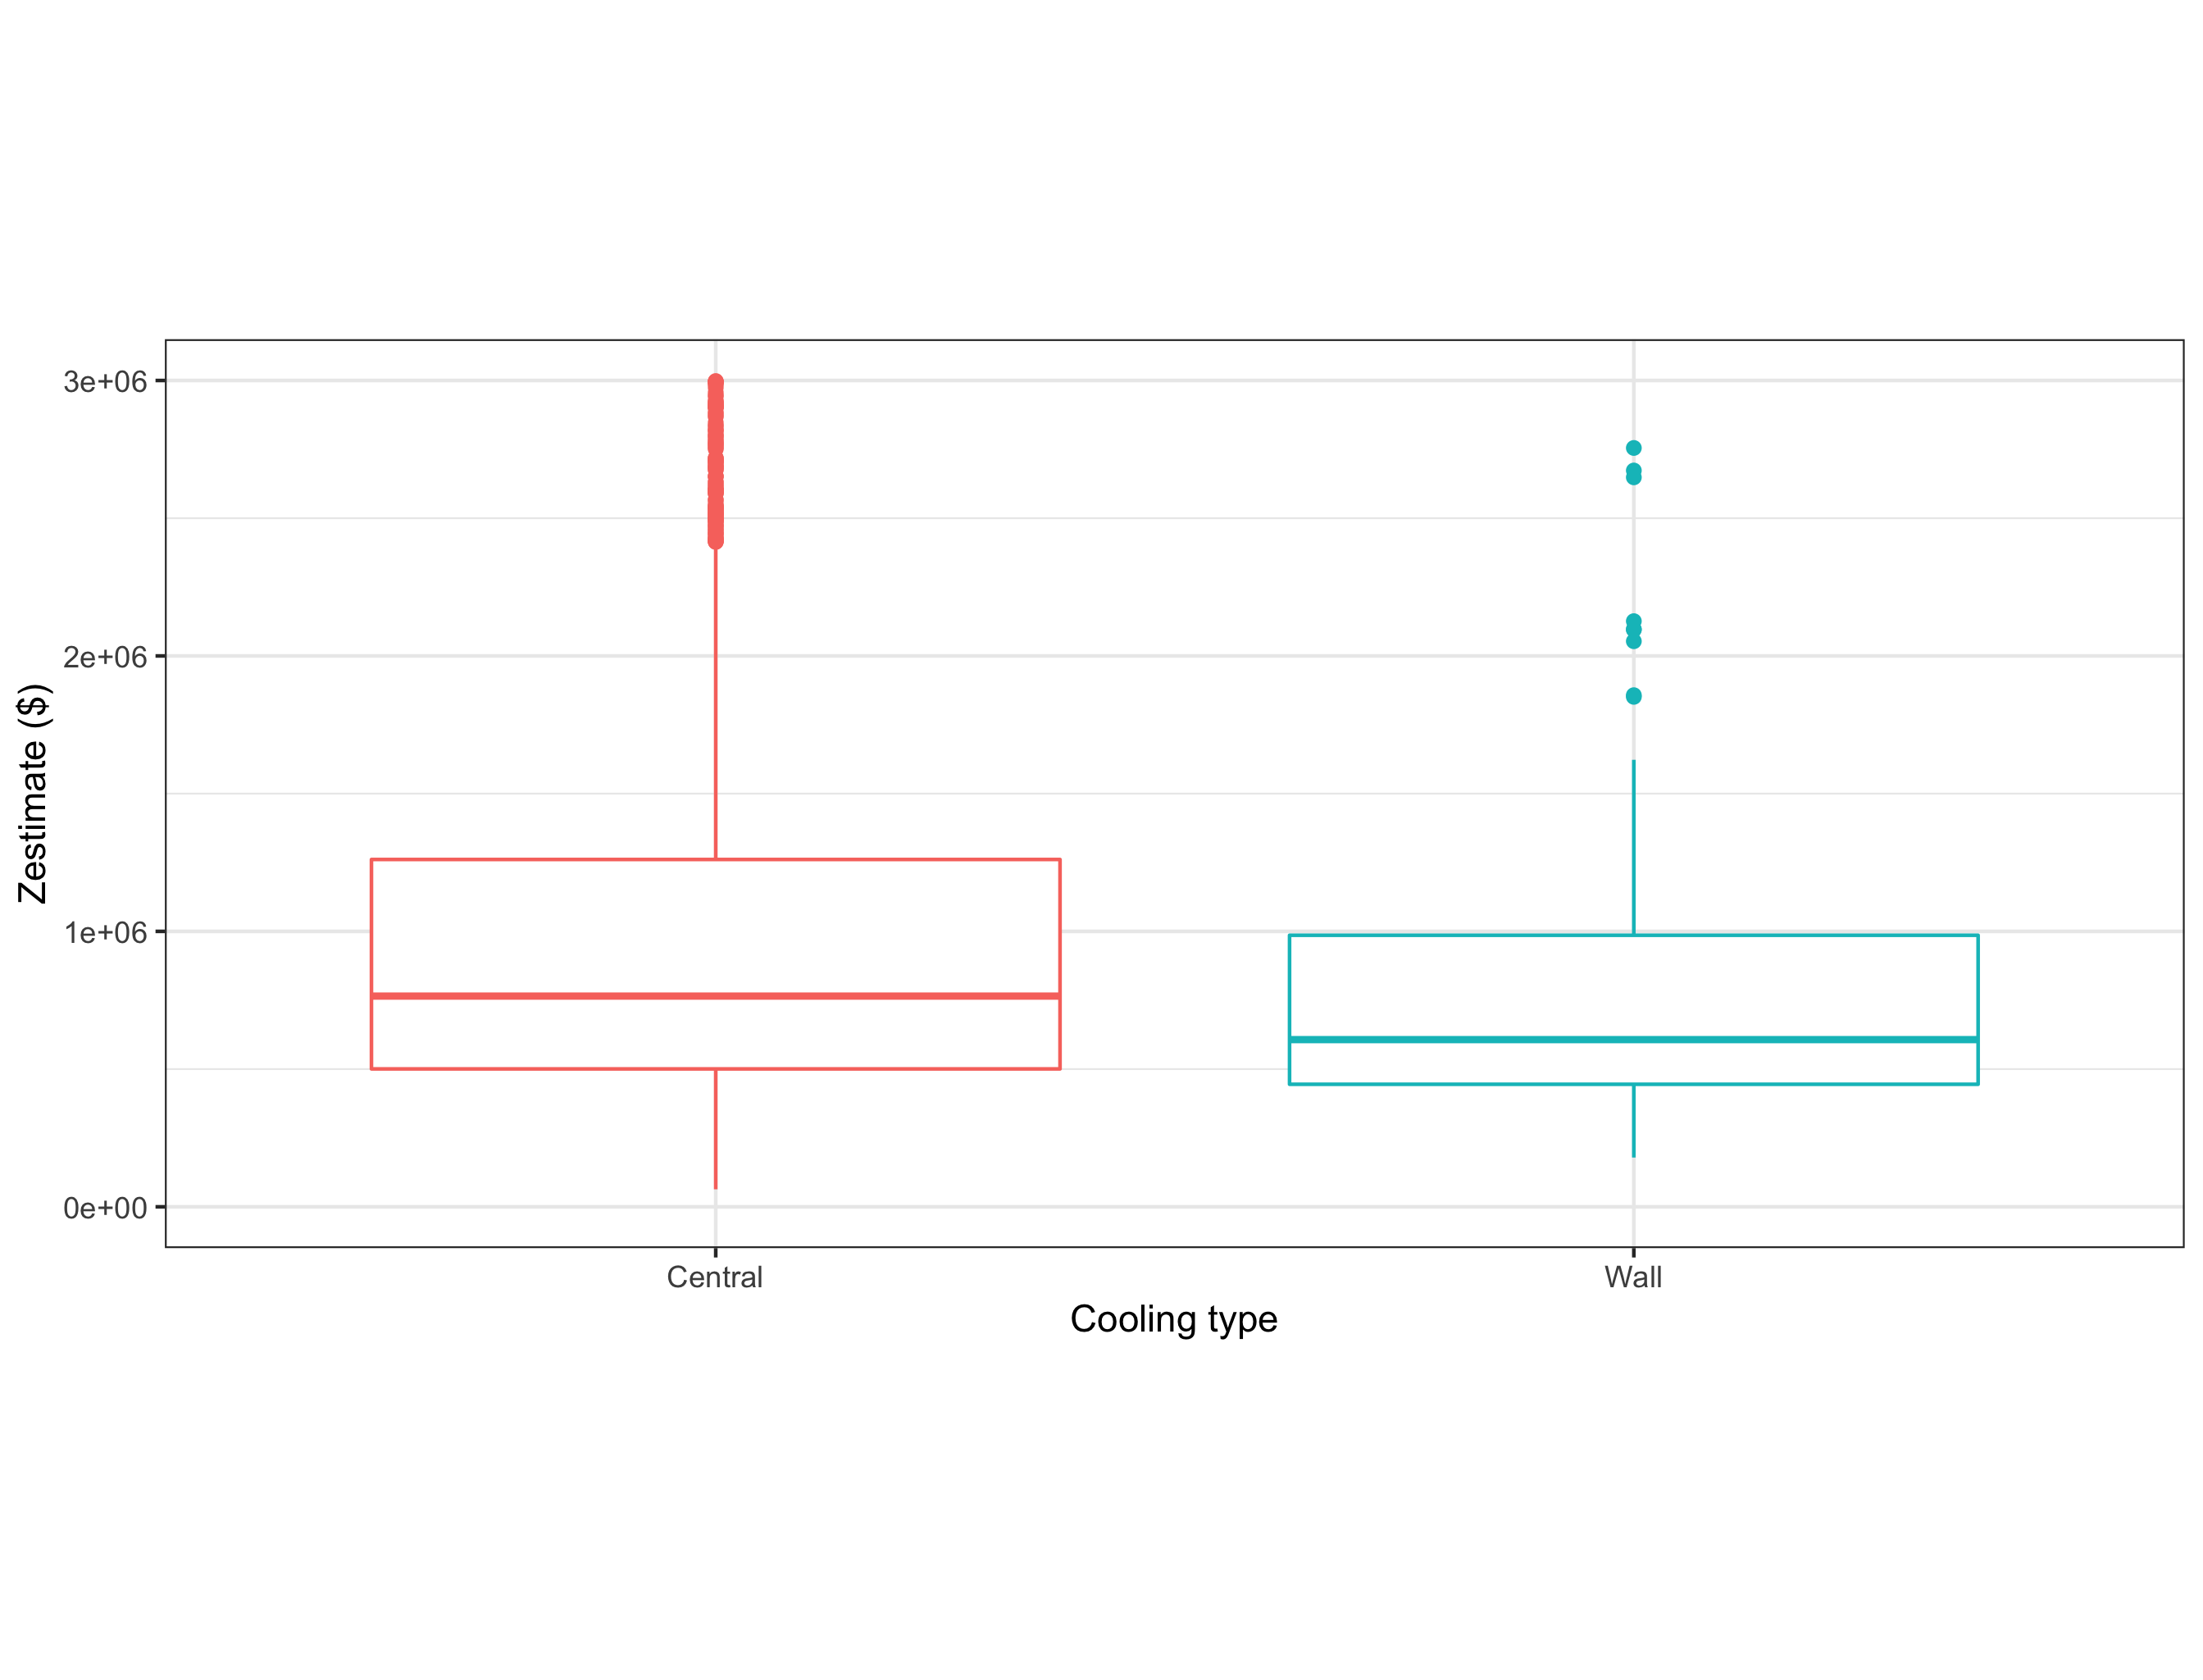 Zestimate ($)
3e+06
2e+06
1e+06
0e+00
Central
Wall
Cooling type